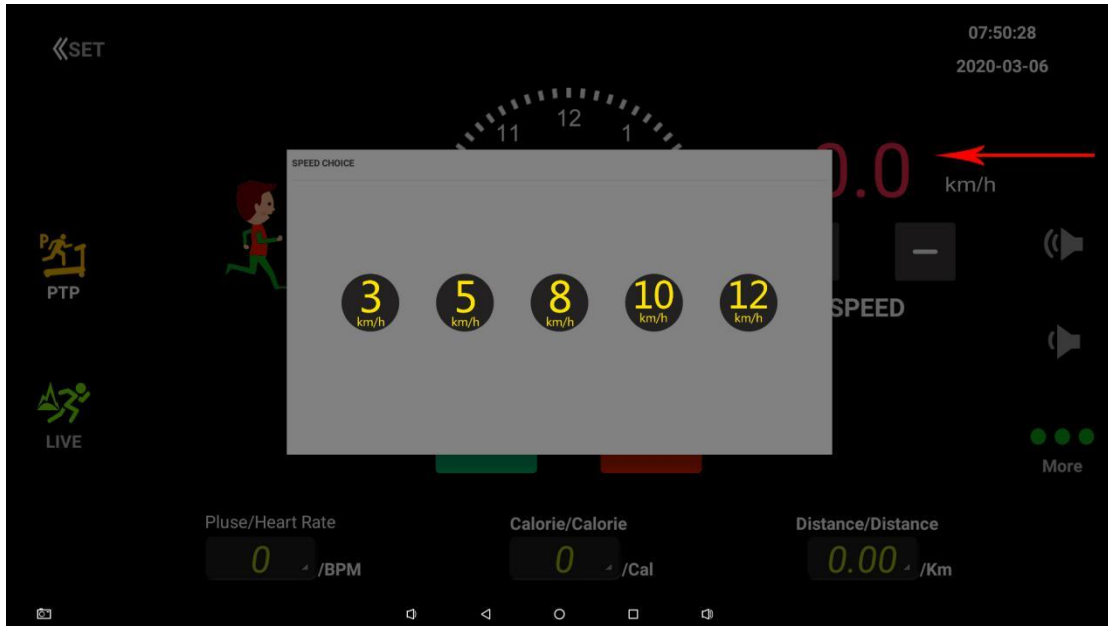 SET
07:50:28
2020-03-06
11
12
1
SPEED CHOICE
0.0
km/h
3
km/h
5
km/h
8
km/h
10
km/h
12
km/h
SPEED
PTP
LIVE
More
Pluse/Heart Rate
0 /BPM
Calorie/Calorie
0 /Cal
Distance/Distance
0.00 /Km